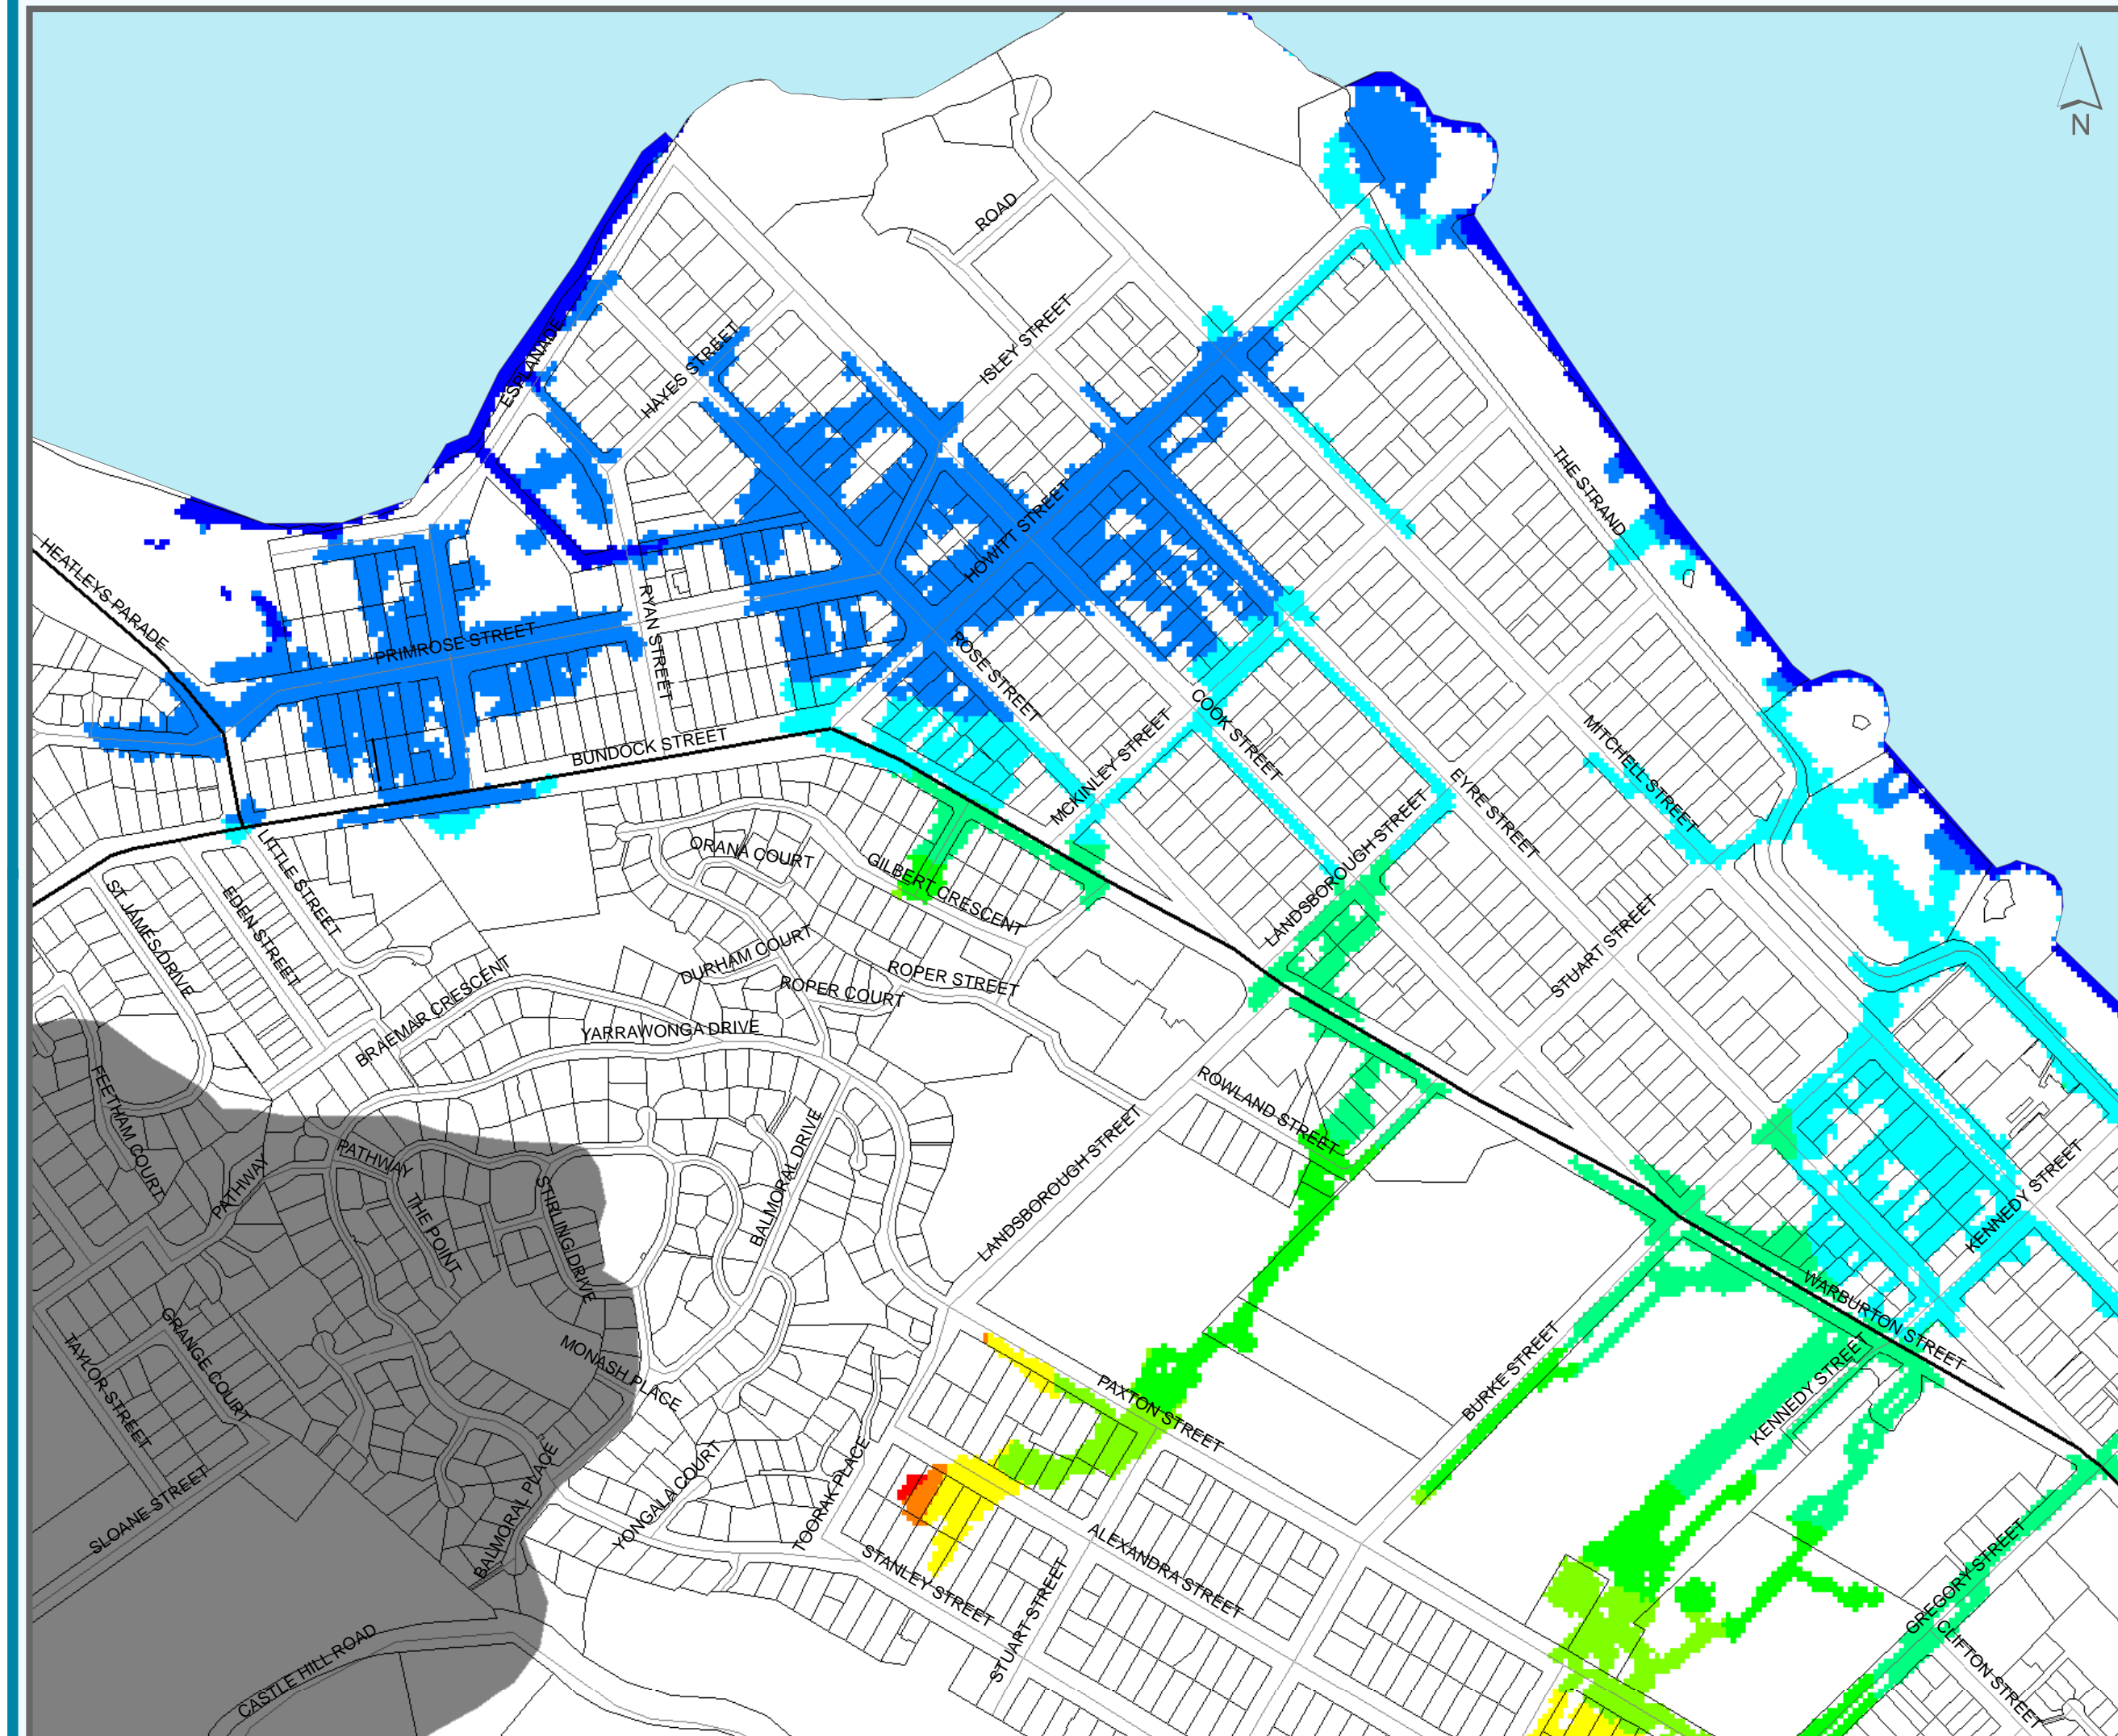 N
ROAD
ISLEY STREET
HAYES STREET
ESPLANADE
THE STRAND
HOWITT STREET
HEATLEYS PARADE
PRIMROSE STREET
RYAN STREET
ROSE STREET
COOK STREET
BUNDOCK STREET
MCKINLEY STREET
MITCHELL STREET
EYRE STREET
LANDSBOROUGH STREET
LITTLE STREET
ORANA COURT
GILBERT CRESCENT
ST JAMES DRIVE
EDEN STREET
STUART STREET
DURHAM COURT
ROPER STREET
ROPER COURT
BRAEMAR CRESCENT
YARRAWONGA DRIVE
FEETHAM COURT
ROWLAND STREET
LANDSBOROUGH STREET
PATHWAY
PATHWAY
THE POINT
STIRLING DRIVE
BALMORAL DRIVE
KENNEDY STREET
WARBURTON STREET
GRANGE COURT
TAYLOR STREET
MONASH PLACE
PAXTON STREET
BURKE STREET
KENNEDY STREET
SLOANE STREET
BALMORAL PLACE
YONGALA COURT
TOORAK PLACE
ALEXANDRA STREET
STANLEY STREET
STUART STREET
GREGORY STREET
CLIFTON STREET
CASTLE HILL ROAD